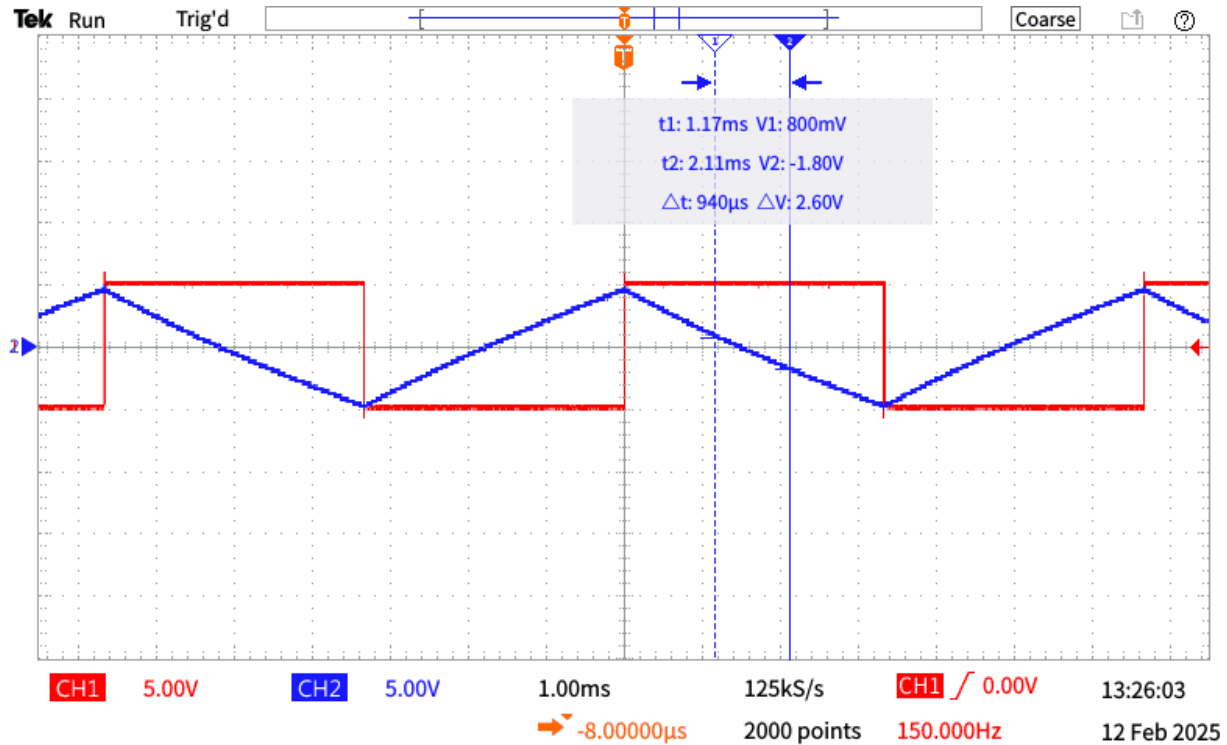 Tek Run Trig'd T Coarse ?
T 1 2
t1: 1.17ms V1: 800mV
t2: 2.11ms V2: -1.80V
△t: 940μs △V: 2.60V
2
CH1 5.00V CH2 5.00V 1.00ms 125kS/s CH1 0.00V 13:26:03
-8.00000μs 2000 points 150.000Hz 12 Feb 2025